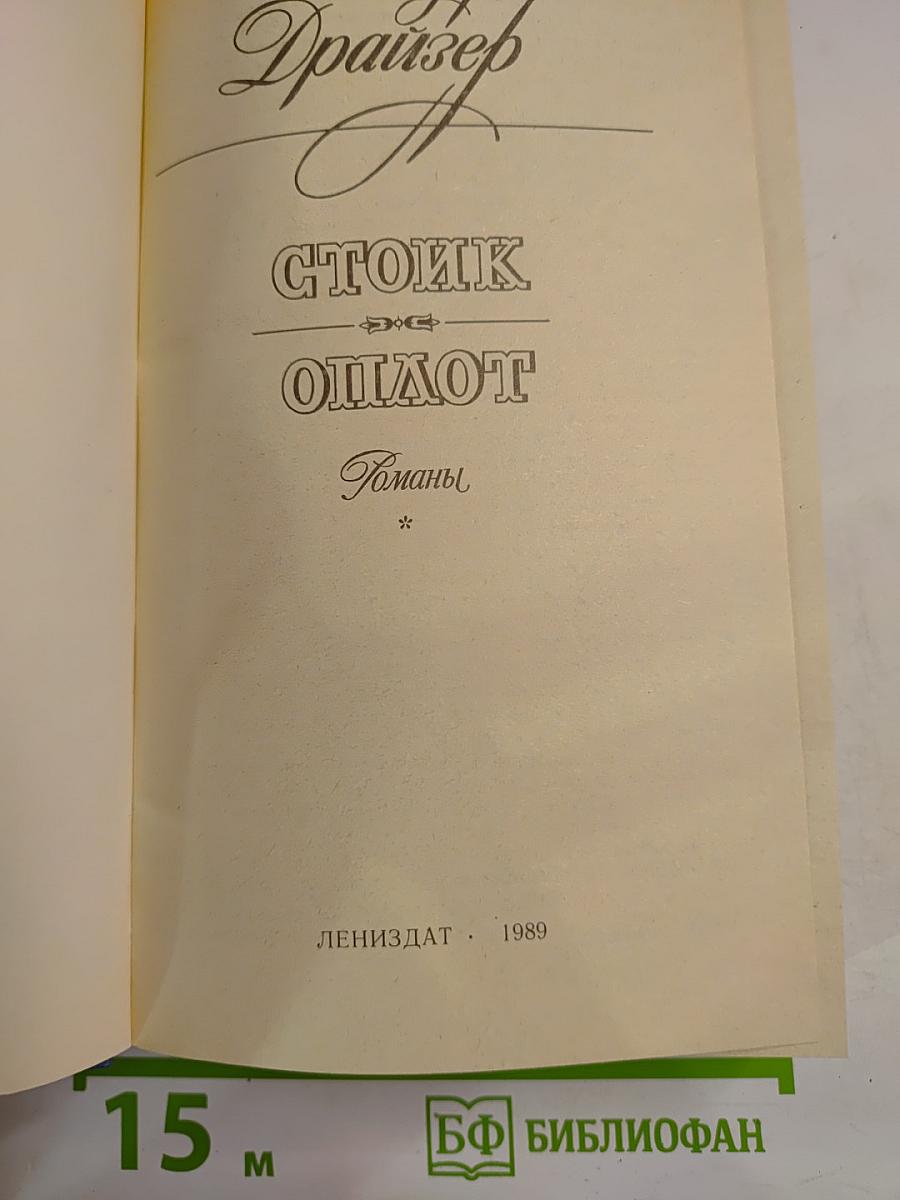 Драйзер
СТОИК
ОПЛОТ
Романы
*
ЛЕНИЗДАТ · 1989
15 м
БФ БИБЛИОФАН